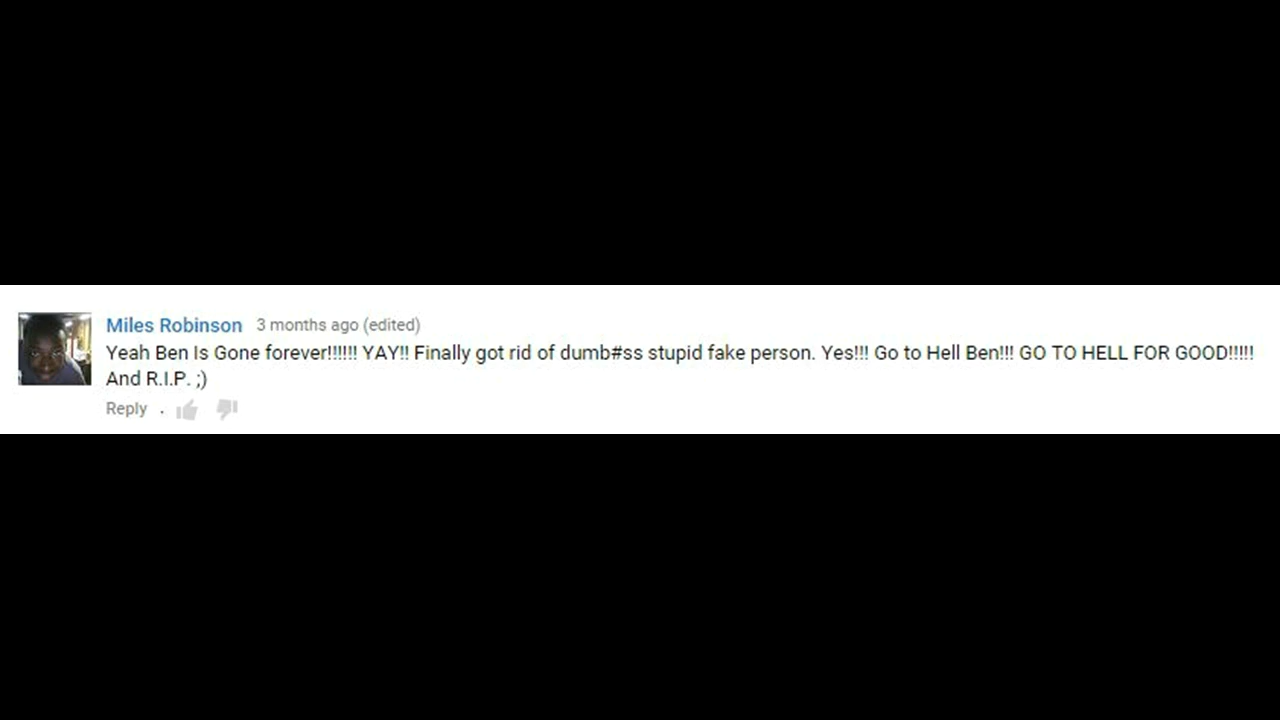 Miles Robinson 3 months ago (edited)
Yeah Ben Is Gone forever!!!!!! YAY!! Finally got rid of dumb#ss stupid fake person. Yes!!! Go to Hell Ben!!! GO TO HELL FOR GOOD!!!!!
And R.I.P. ;)
Reply .